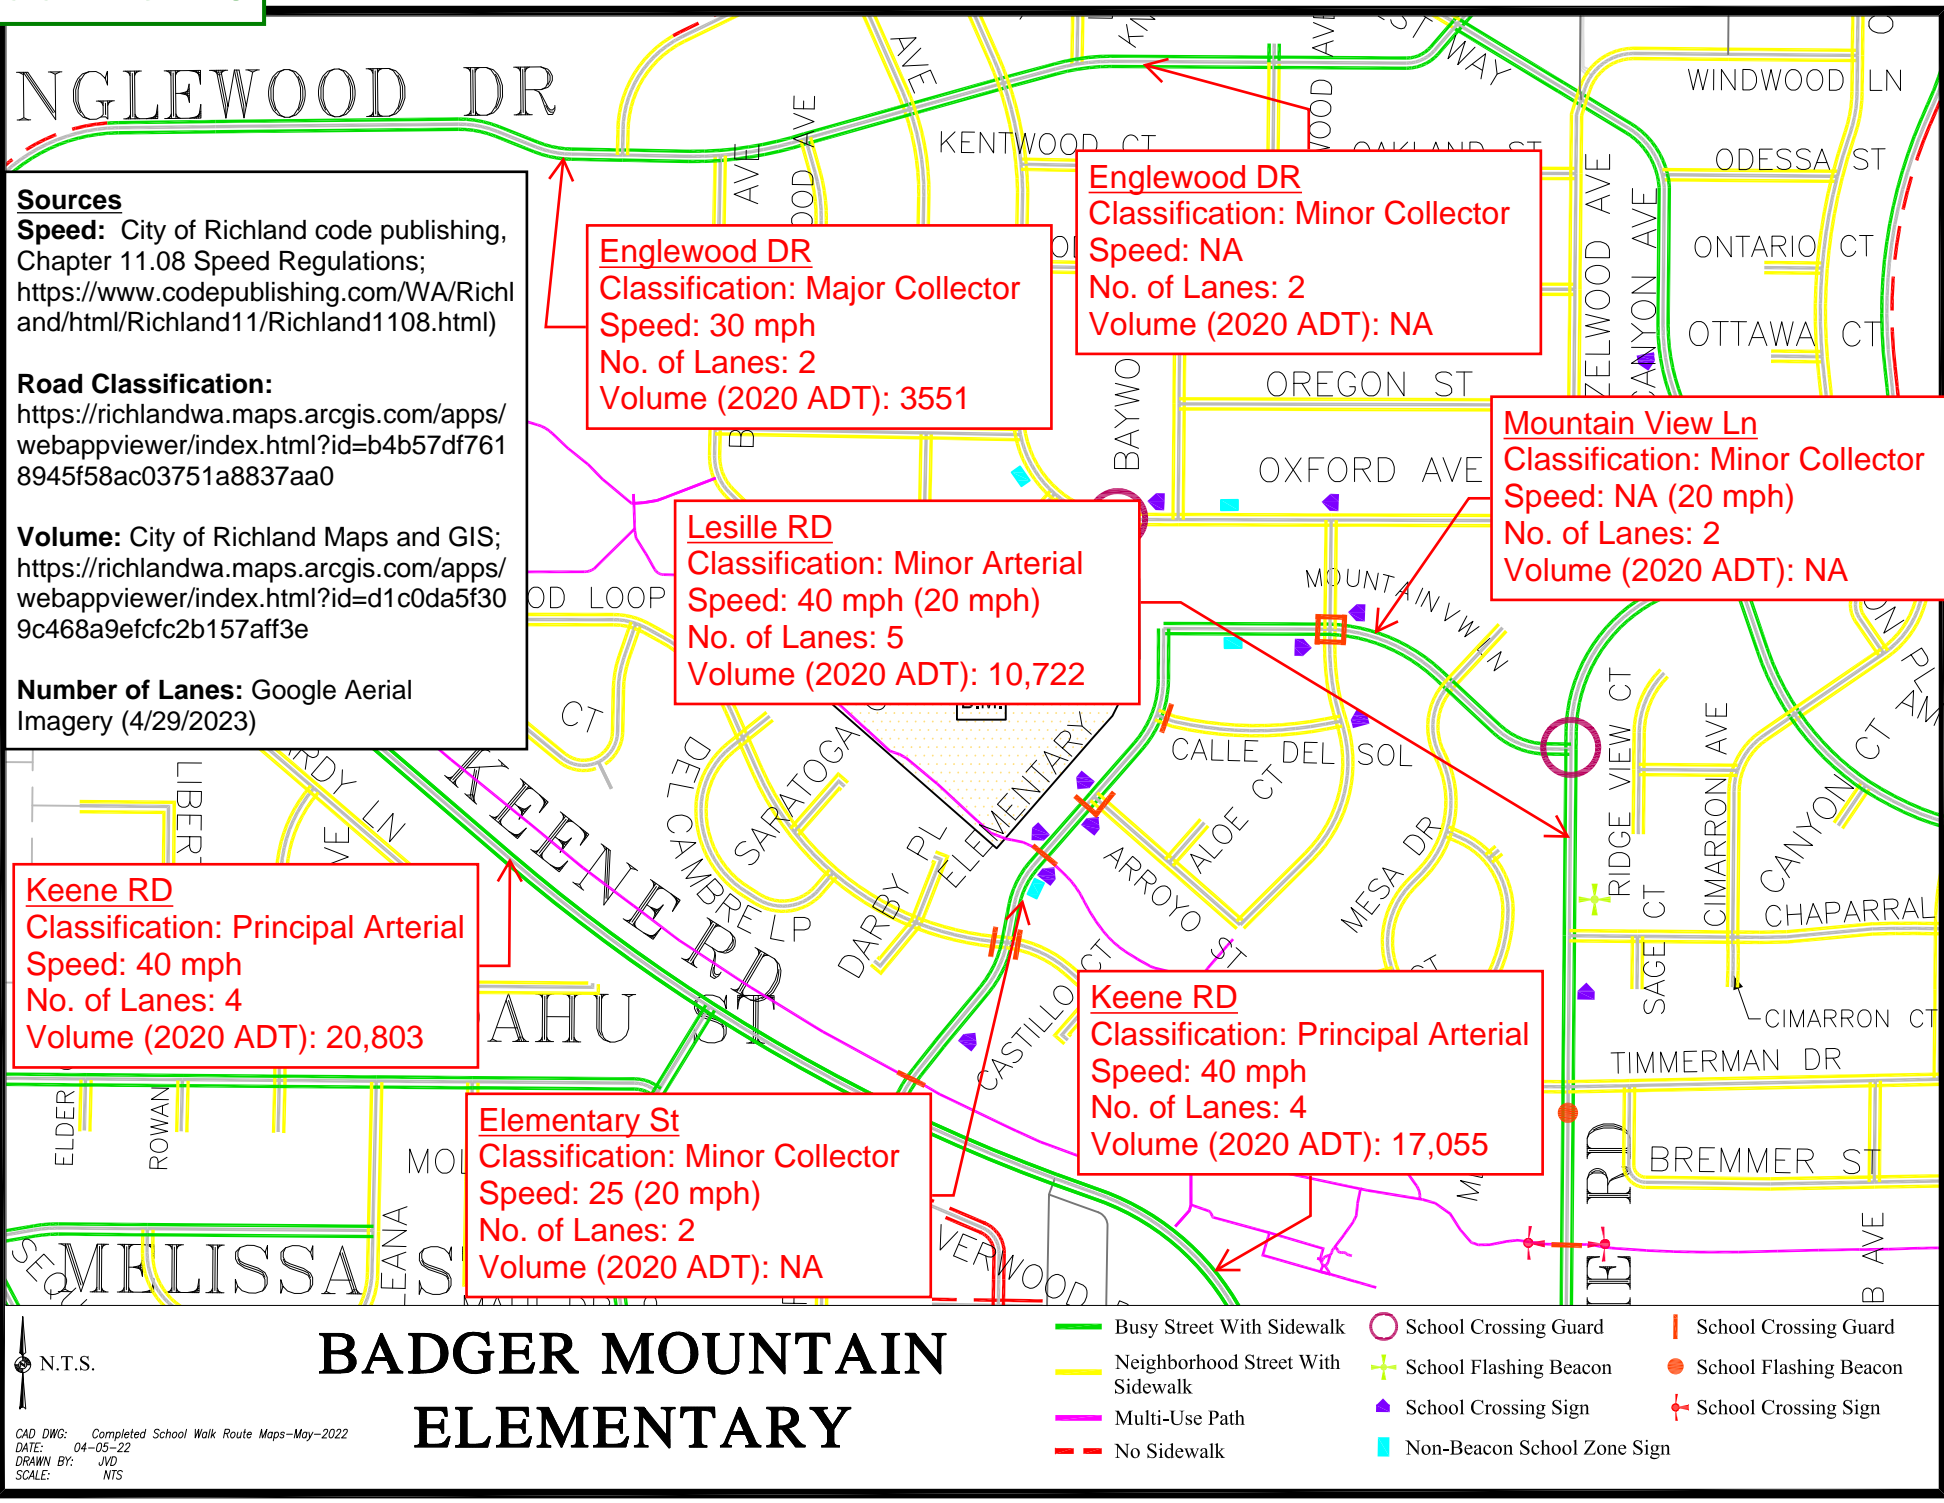 NGLEWOOD DR
AVE
WAY
WINDWOOD LN
KENTWOOD CT
ODESSA ST
AVE
AVE
Sources
Speed: City of Richland code publishing,
Chapter 11.08 Speed Regulations;
https://www.codepublishing.com/WA/Richl
and/html/Richland11/Richland1108.html)
Road Classification:
https://richlandwa.maps.arcgis.com/apps/
webappviewer/index.html?id=b4b57df761
8945f58ac03751a8837aa0
Volume: City of Richland Maps and GIS;
https://richlandwa.maps.arcgis.com/apps/
webappviewer/index.html?id=d1c0da5f30
9c468a9efcfc2b157aff3e
Number of Lanes: Google Aerial
Imagery (4/29/2023)
Englewood DR
Classification: Major Collector
Speed: 30 mph
No. of Lanes: 2
Volume (2020 ADT): 3551
Englewood DR
Classification: Minor Collector
Speed: NA
No. of Lanes: 2
Volume (2020 ADT): NA
ZELWOOD AVE
CANYON AVE
ONTARIO CT
OTTAWA CT
BAYWO
OREGON ST
OXFORD AVE
Mountain View Ln
Classification: Minor Collector
Speed: NA (20 mph)
No. of Lanes: 2
Volume (2020 ADT): NA
Lesille RD
Classification: Minor Arterial
Speed: 40 mph (20 mph)
No. of Lanes: 5
Volume (2020 ADT): 10,722
OD LOOP
MOUNTAIN VW LN
CT
KEENE RD
DEL CAMBRE LP
SARATOGA
DARBY PL
ELEMENTARY
CALLE DEL SOL
ALOE CT
ARROYO ST
MESA DR
RIDGE VIEW CT
CIMARRON AVE
CANYON CT
SAGE CT
CHAPARRAL
CIMARRON CT
TIMMERMAN DR
BREMMER ST
CASTILLO CT
RDY LN
Keene RD
Classification: Principal Arterial
Speed: 40 mph
No. of Lanes: 4
Volume (2020 ADT): 20,803
AHU ST
ELDER
ROWAN
Elementary St
Classification: Minor Collector
Speed: 25 (20 mph)
No. of Lanes: 2
Volume (2020 ADT): NA
Keene RD
Classification: Principal Arterial
Speed: 40 mph
No. of Lanes: 4
Volume (2020 ADT): 17,055
MELISSA S
EANA
VERWOOD
RD
B AVE
N.T.S.
BADGER MOUNTAIN
ELEMENTARY
CAD DWG: Completed School Walk Route Maps-May-2022
DATE: 04-05-22
DRAWN BY: JVD
SCALE: NTS
Busy Street With Sidewalk
Neighborhood Street With
Sidewalk
Multi-Use Path
No Sidewalk
School Crossing Guard
School Flashing Beacon
School Crossing Sign
Non-Beacon School Zone Sign
School Crossing Guard
School Flashing Beacon
School Crossing Sign